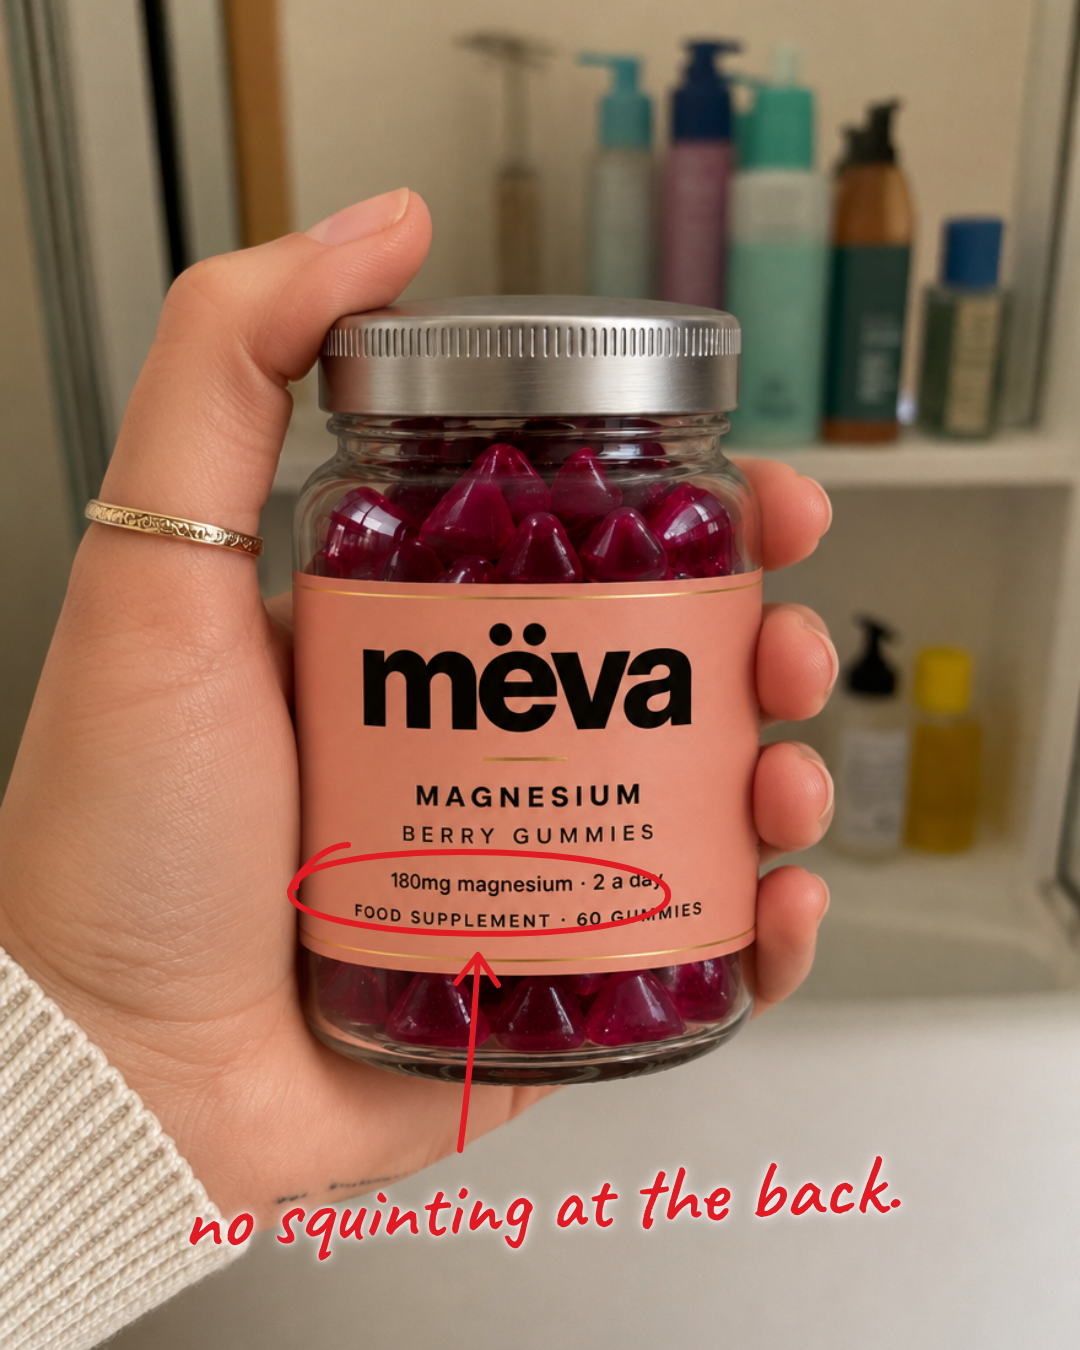 mëva
MAGNESIUM
BERRY GUMMIES
180mg magnesium · 2 a day
FOOD SUPPLEMENT · 60 GUMMIES
no squinting at the back.